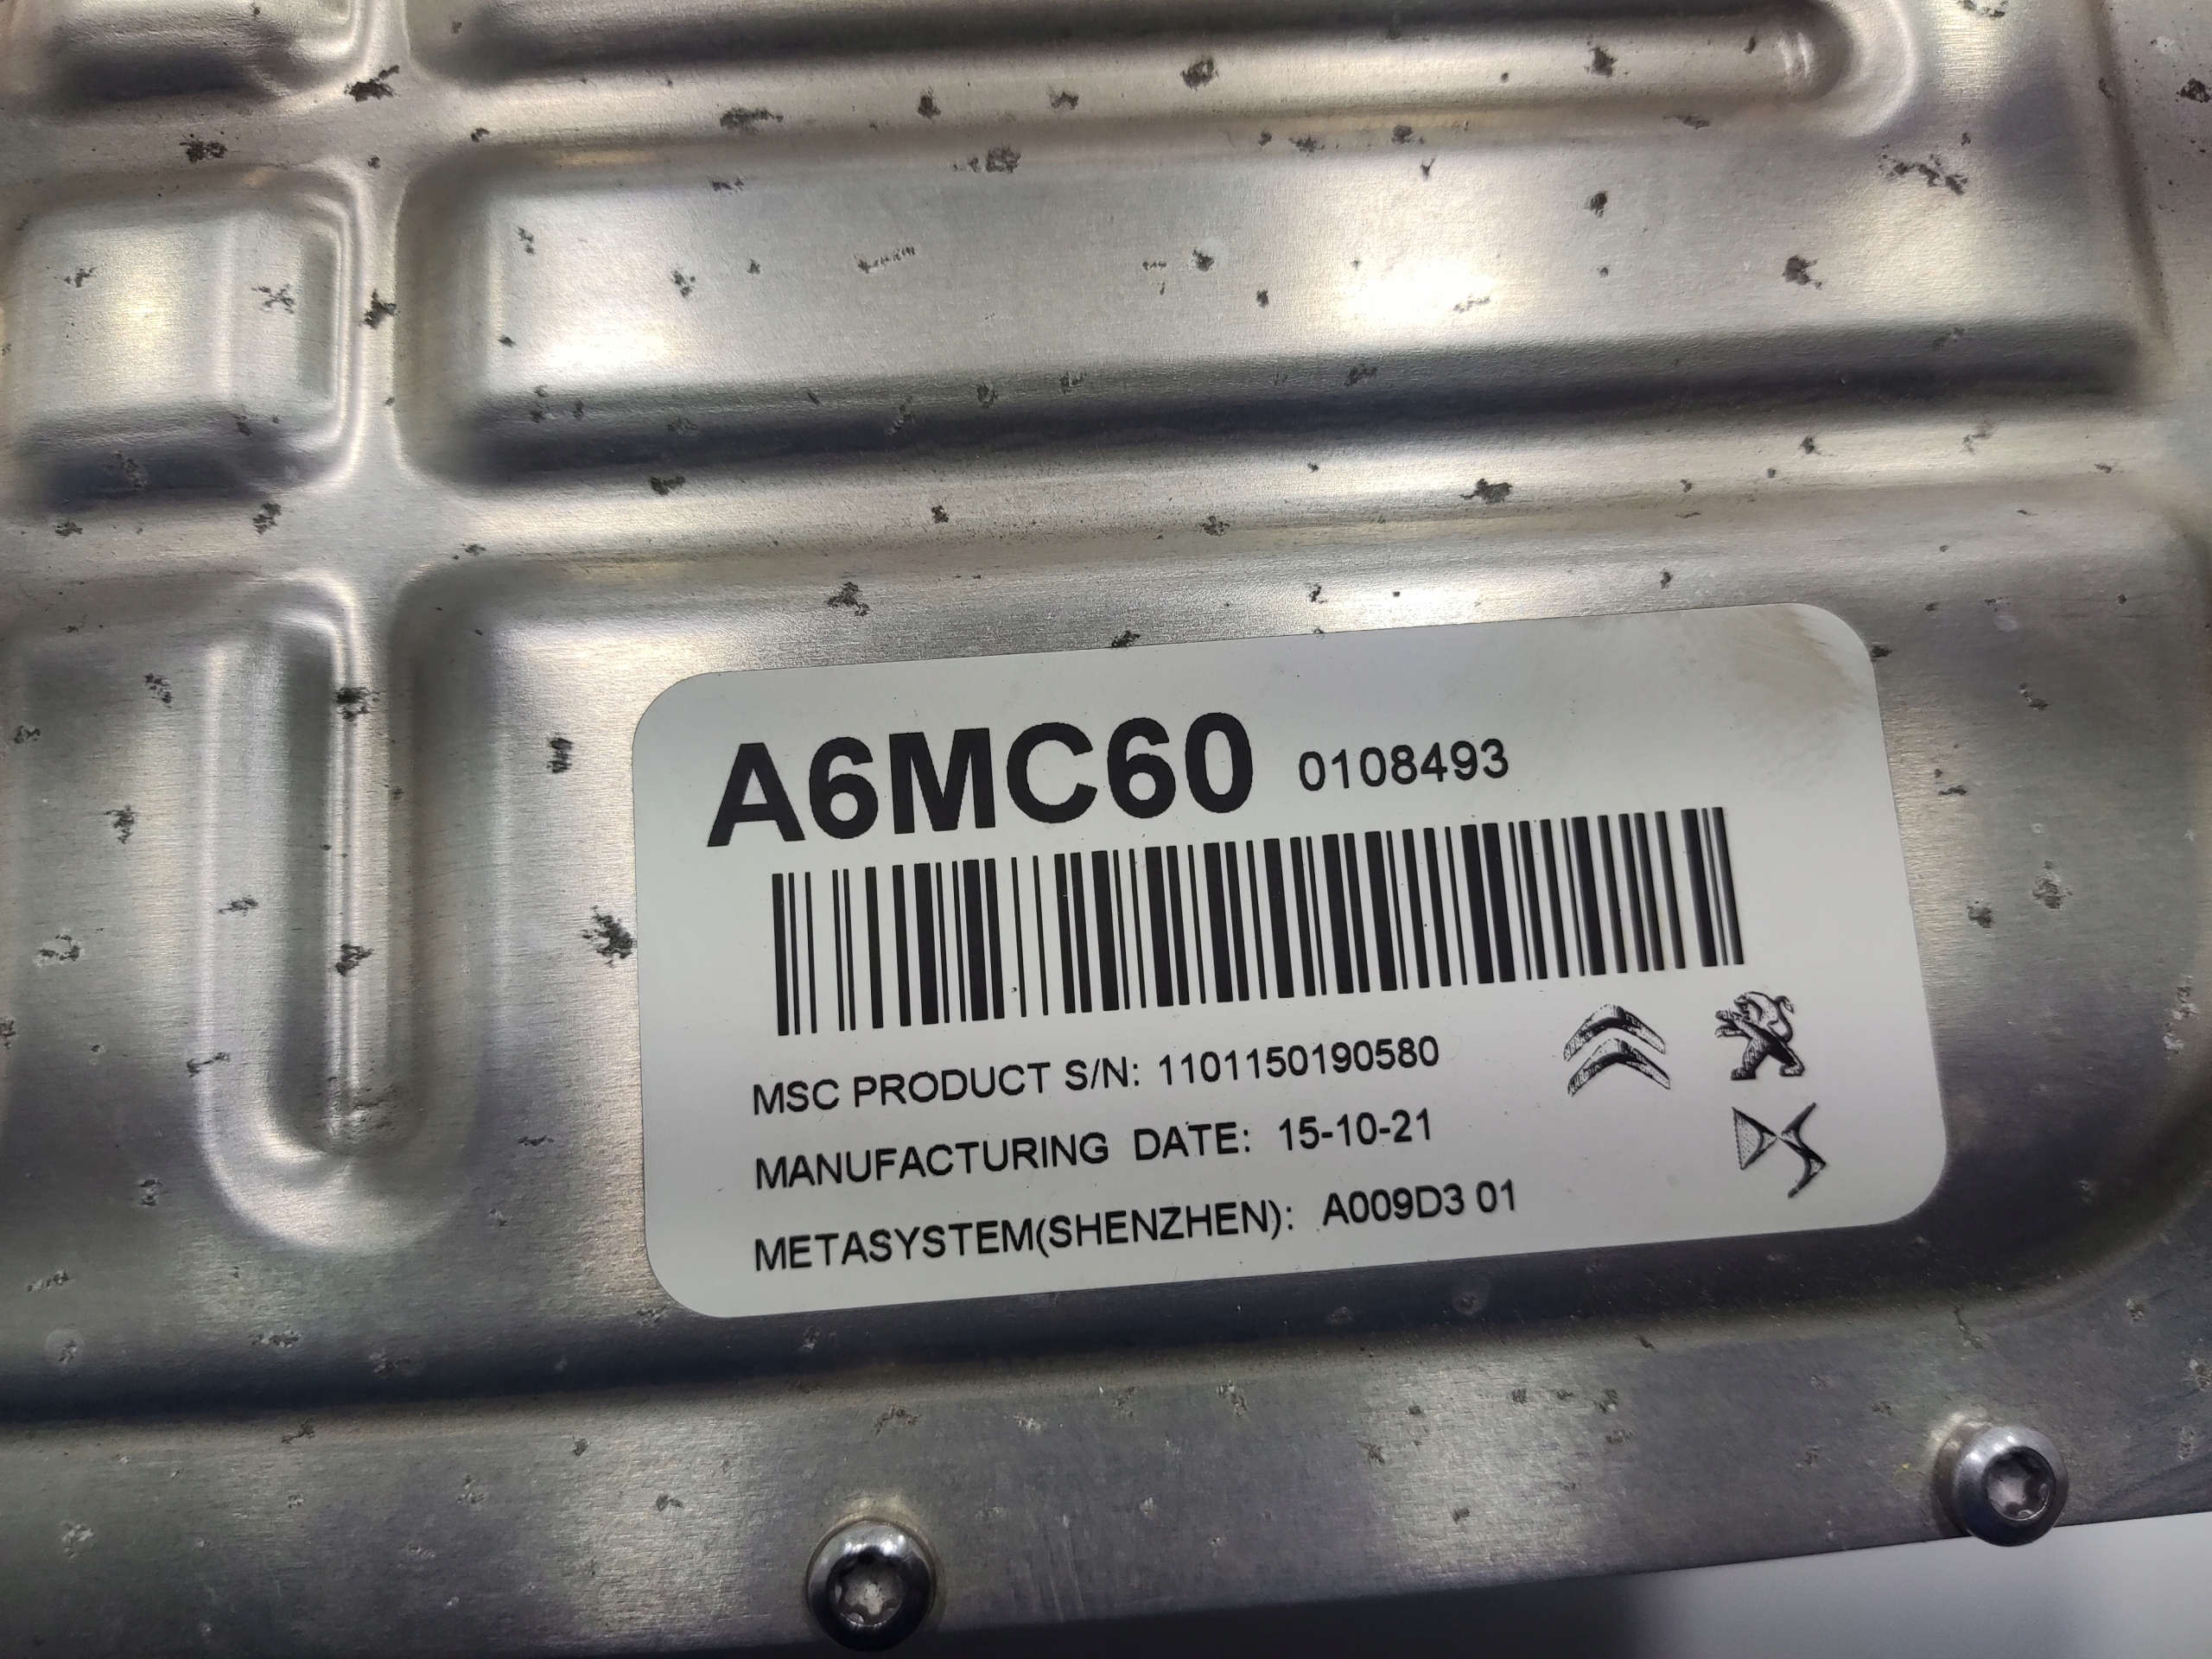 A6MC60 0108493
MSC PRODUCT S/N: 1101150190580
MANUFACTURING DATE: 15-10-21
METASYSTEM(SHENZHEN): A009D3 01